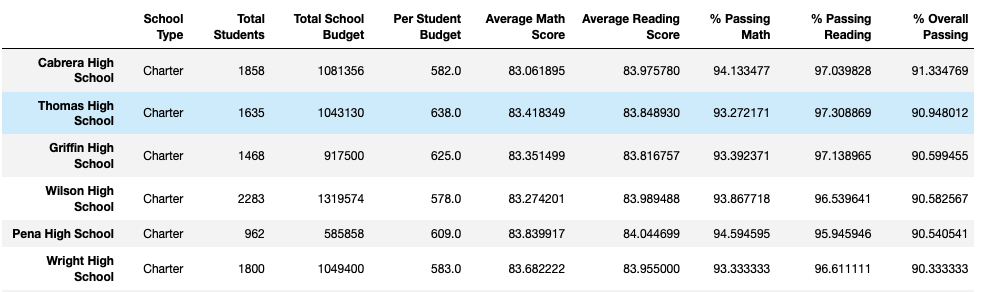 School Type Total Students Total School Budget Per Student Budget Average Math Score Average Reading Score % Passing Math % Passing Reading % Overall Passing
Cabrera High School Charter 1858 1081356 582.0 83.061895 83.975780 94.133477 97.039828 91.334769
Thomas High School Charter 1635 1043130 638.0 83.418349 83.848930 93.272171 97.308869 90.948012
Griffin High School Charter 1468 917500 625.0 83.351499 83.816757 93.392371 97.138965 90.599455
Wilson High School Charter 2283 1319574 578.0 83.274201 83.989488 93.867718 96.539641 90.582567
Pena High School Charter 962 585858 609.0 83.839917 84.044699 94.594595 95.945946 90.540541
Wright High School Charter 1800 1049400 583.0 83.682222 83.955000 93.333333 96.611111 90.333333